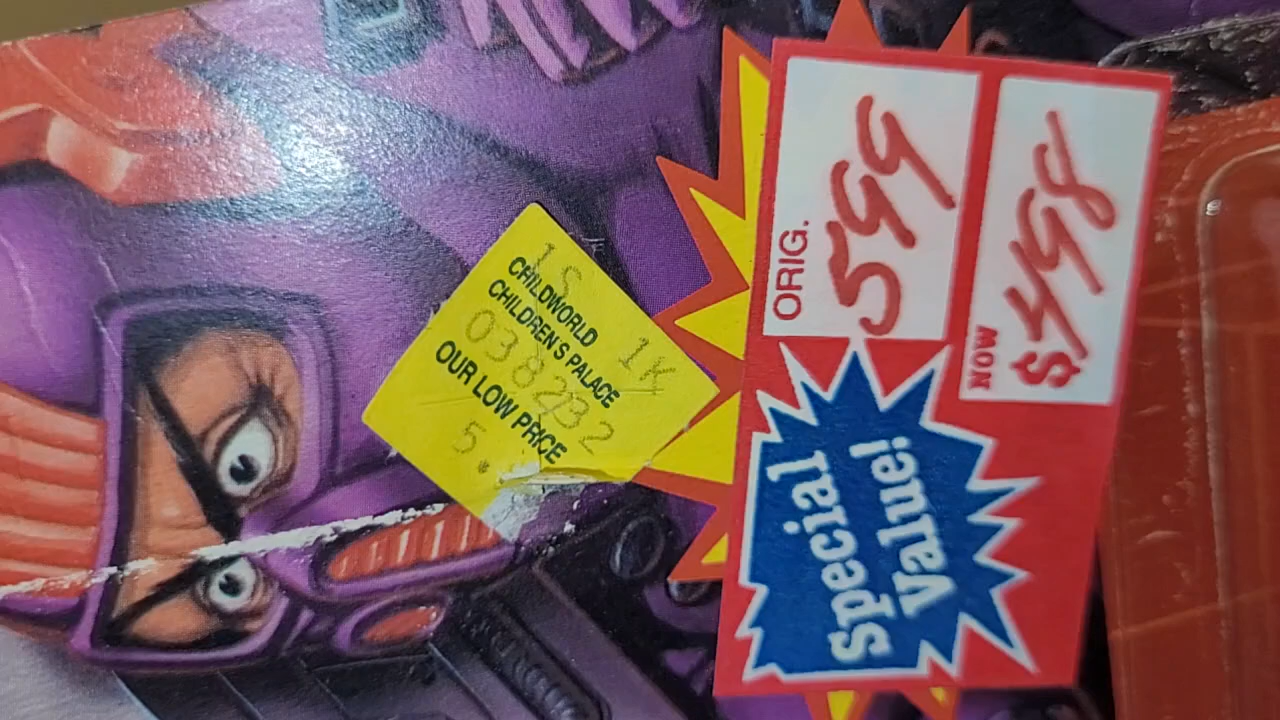 1S
CHILDWORLD
CHILDREN'S PALACE 1K
038232
OUR LOW PRICE
5.
ORIG. 599
NOW $498
Special
Value!